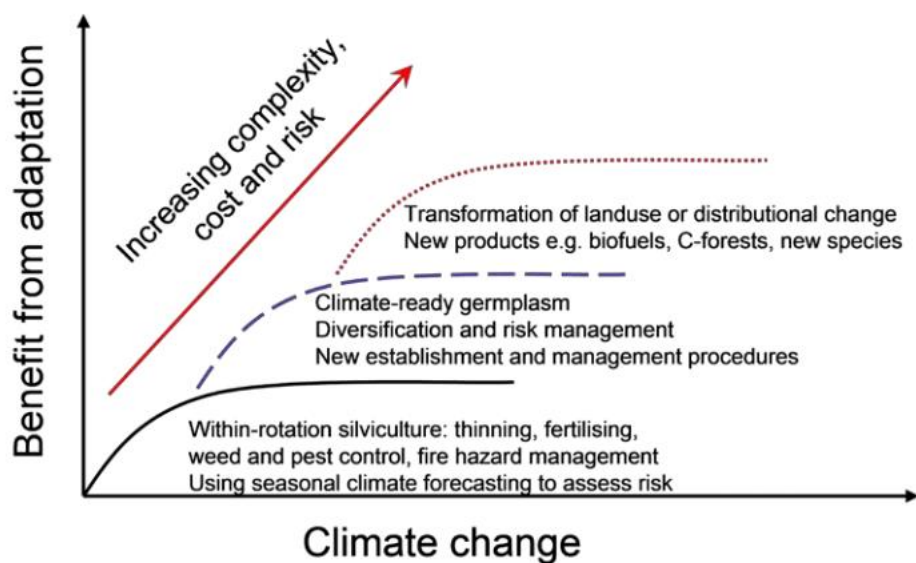 Benefit from adaptation
Increasing complexity,
cost and risk
Transformation of landuse or distributional change
New products e.g. biofuels, C-forests, new species
Climate-ready germplasm
Diversification and risk management
New establishment and management procedures
Within-rotation silviculture: thinning, fertilising,
weed and pest control, fire hazard management
Using seasonal climate forecasting to assess risk
Climate change